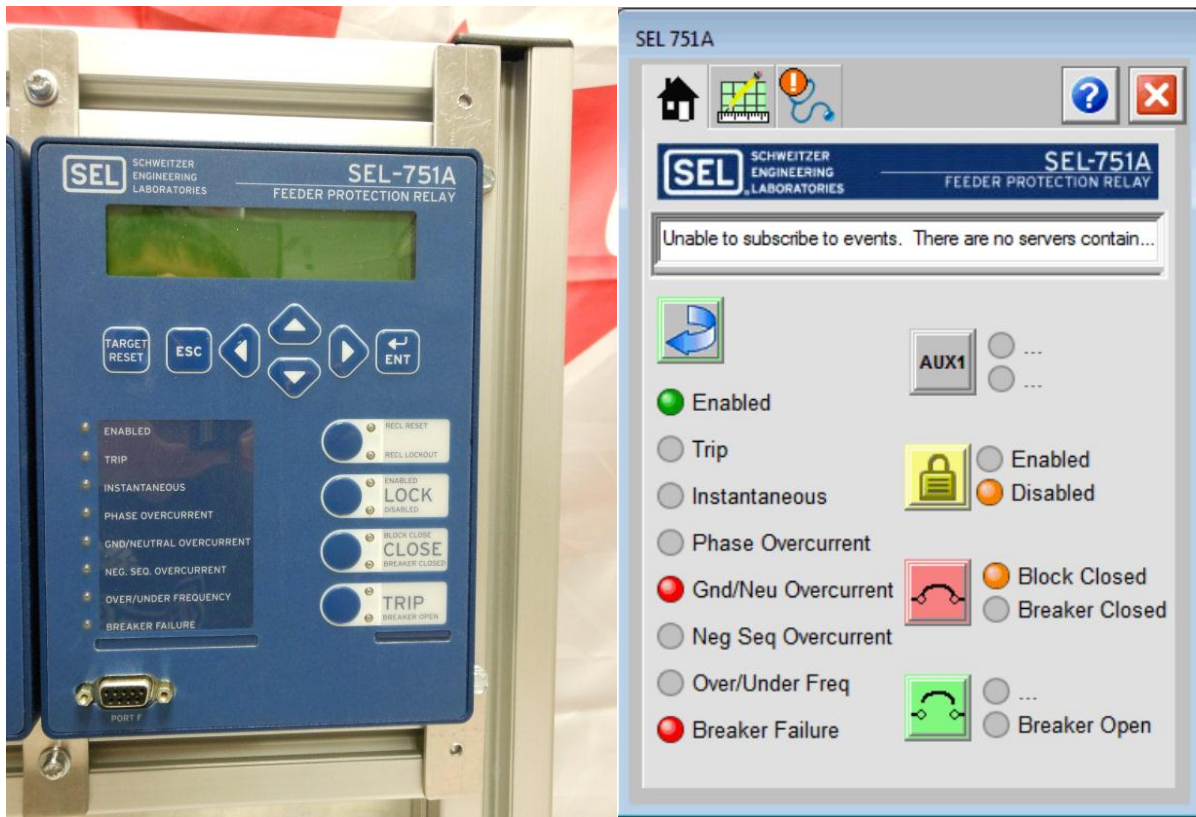 SEL
SCHWEITZER
ENGINEERING
LABORATORIES
SEL-751A
FEEDER PROTECTION RELAY
TARGET
RESET
ESC
ENT
ENABLED
TRIP
INSTANTANEOUS
PHASE OVERCURRENT
GND/NEUTRAL OVERCURRENT
NEG. SEQ. OVERCURRENT
OVER/UNDER FREQUENCY
BREAKER FAILURE
RECL RESET
RECL LOCKOUT
ENABLED
LOCK
DISABLED
BLOCK CLOSE
CLOSE
BREAKER CLOSED
TRIP
BREAKER OPEN
PORT F
SEL 751A
SEL
SCHWEITZER
ENGINEERING
LABORATORIES
SEL-751A
FEEDER PROTECTION RELAY
Unable to subscribe to events. There are no servers contain...
Enabled
Trip
Instantaneous
Phase Overcurrent
Gnd/Neu Overcurrent
Neg Seq Overcurrent
Over/Under Freq
Breaker Failure
AUX1
...
...
Enabled
Disabled
Block Closed
Breaker Closed
...
Breaker Open